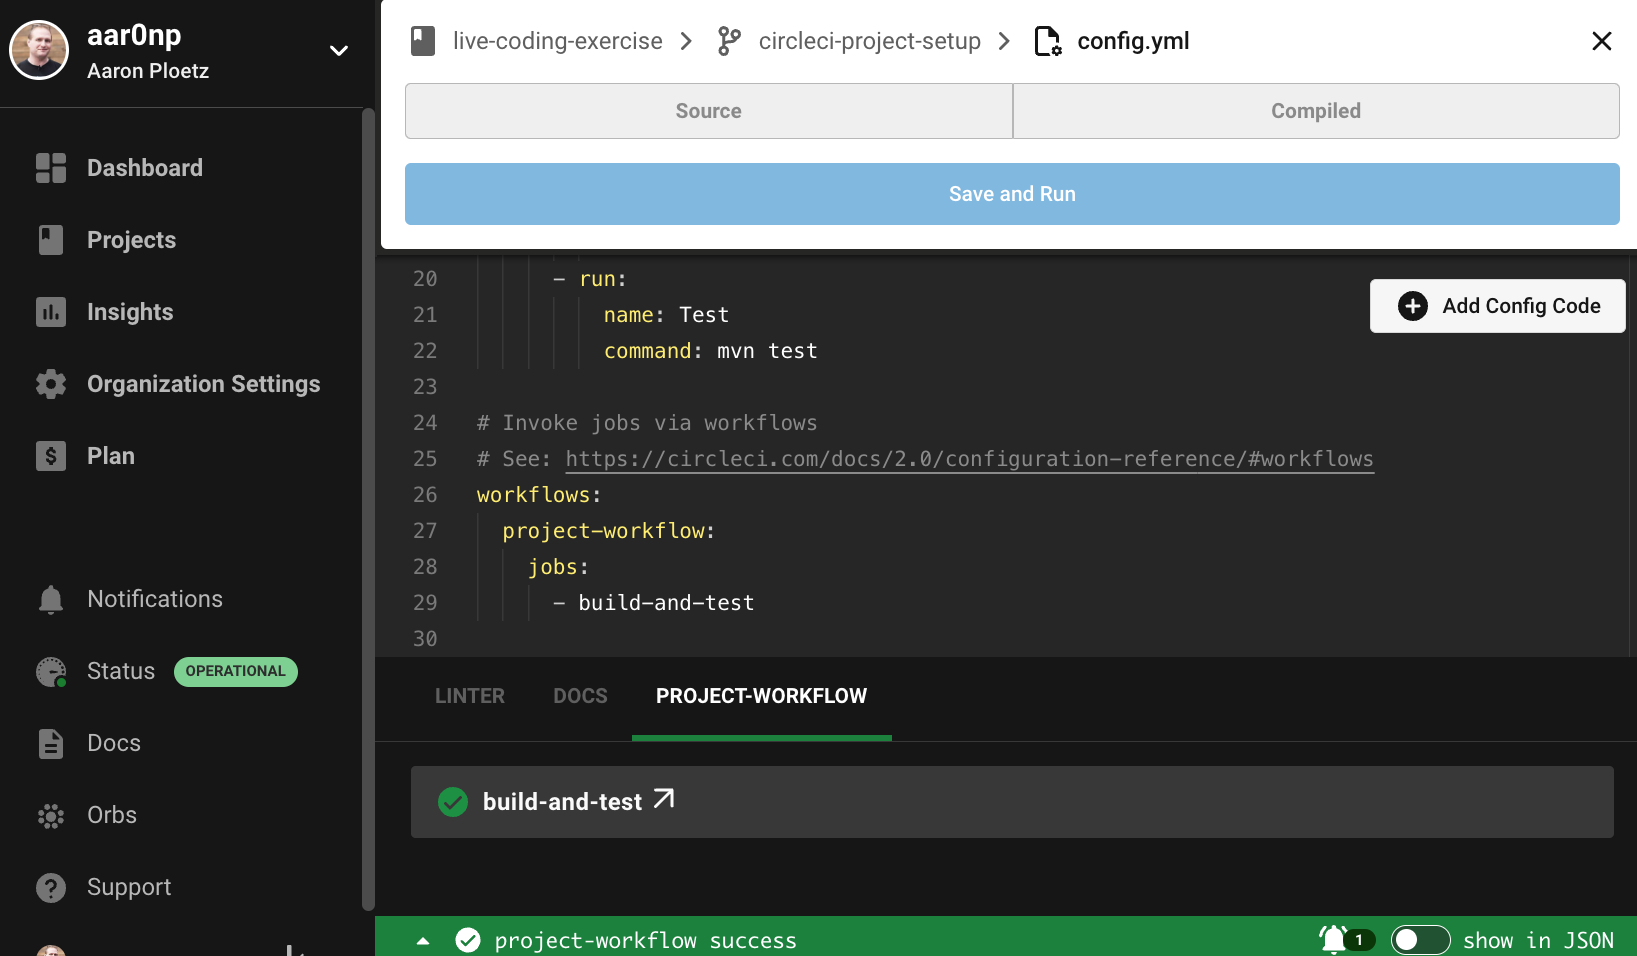 aar0np
Aaron Ploetz
Dashboard
Projects
Insights
Organization Settings
Plan
Notifications
Status OPERATIONAL
Docs
Orbs
Support
live-coding-exercise circleci-project-setup config.yml
Source Compiled
Save and Run
Add Config Code
20 - run:
21 name: Test
22 command: mvn test
23
24 # Invoke jobs via workflows
25 # See: https://circleci.com/docs/2.0/configuration-reference/#workflows
26 workflows:
27 project-workflow:
28 jobs:
29 - build-and-test
30
LINTER DOCS PROJECT-WORKFLOW
build-and-test
project-workflow success 1 show in JSON